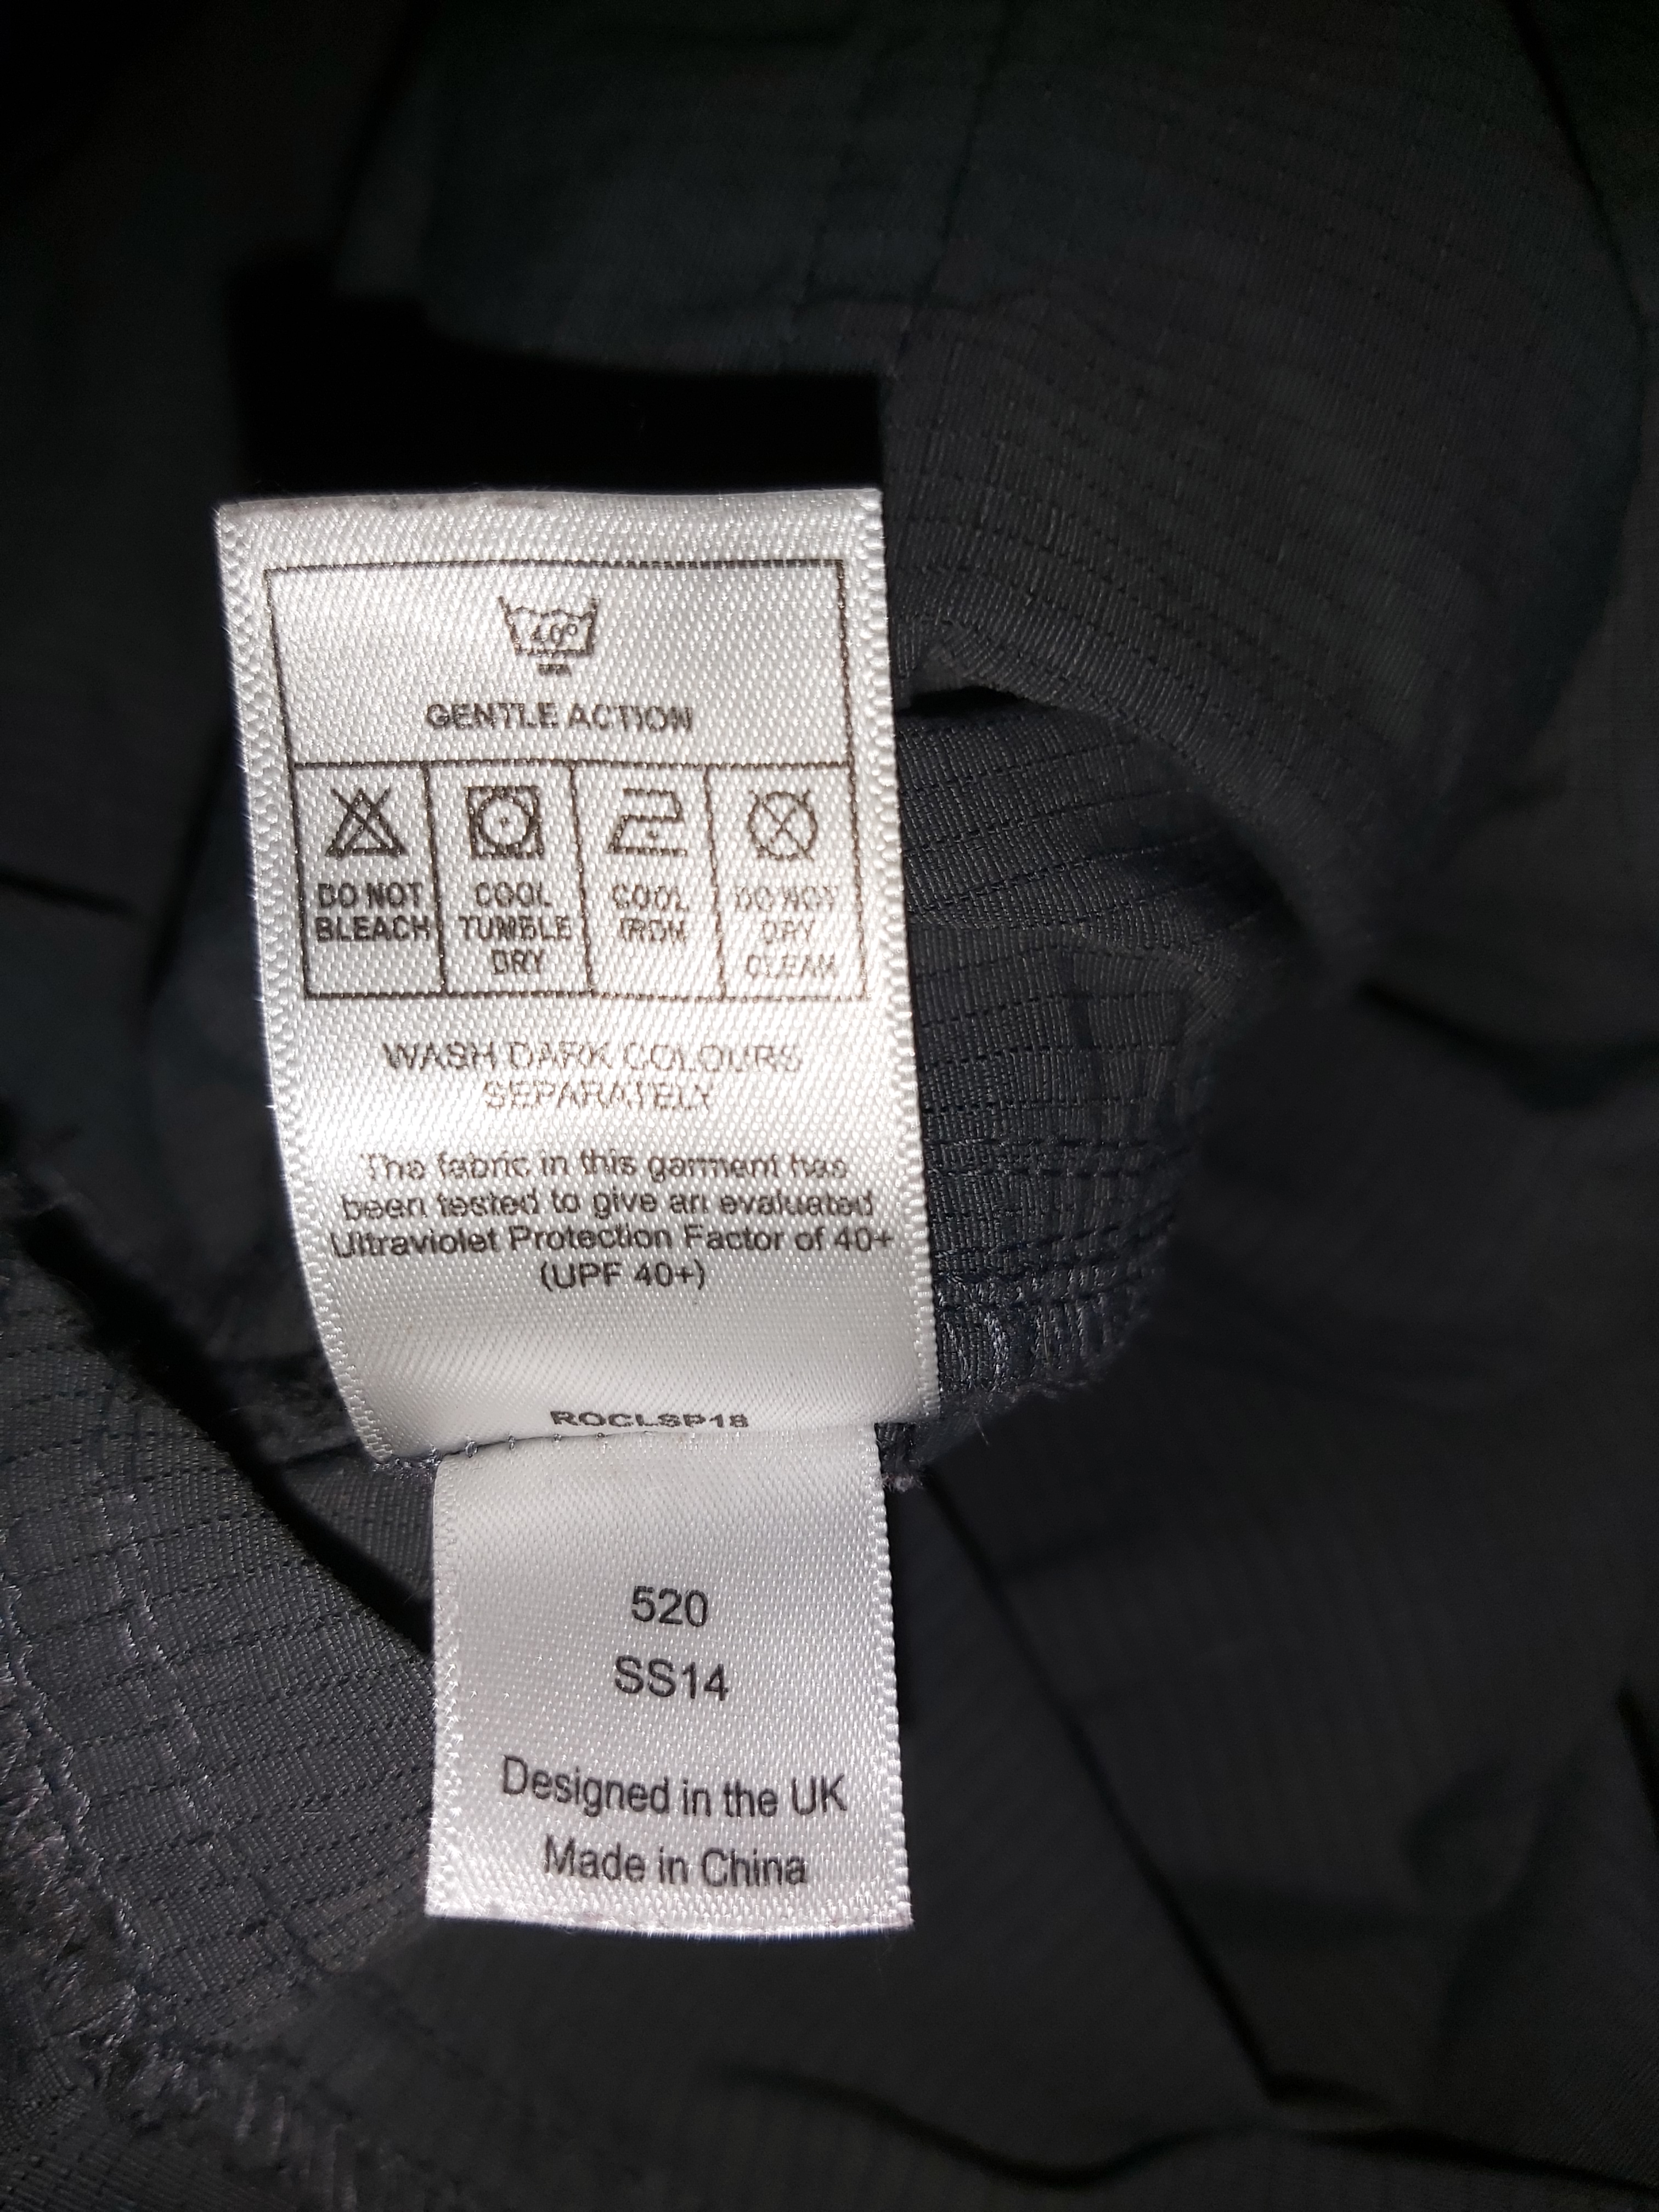 40°
GENTLE ACTION
DO NOT
BLEACH
COOL
TUMBLE
DRY
COOL
IRON
DO NOT
DRY
CLEAN
WASH DARK COLOURS
SEPARATELY
The fabric in this garment has
been tested to give an evaluated
Ultraviolet Protection Factor of 40+
(UPF 40+)
ROCLSP18
520
SS14
Designed in the UK
Made in China